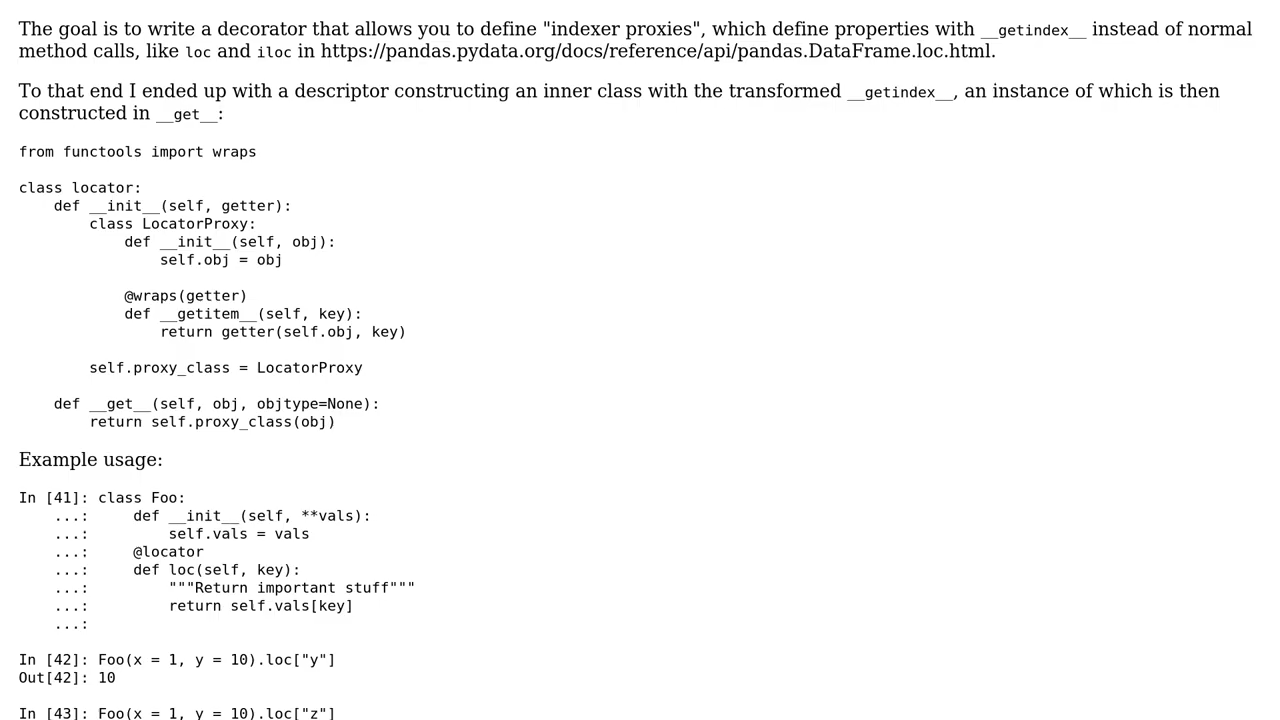 The goal is to write a decorator that allows you to define "indexer proxies", which define properties with __getindex__ instead of normal
method calls, like loc and iloc in https://pandas.pydata.org/docs/reference/api/pandas.DataFrame.loc.html.
To that end I ended up with a descriptor constructing an inner class with the transformed __getindex__, an instance of which is then
constructed in __get__:
from functools import wraps
class locator:
    def __init__(self, getter):
        class LocatorProxy:
            def __init__(self, obj):
                self.obj = obj
            @wraps(getter)
            def __getitem__(self, key):
                return getter(self.obj, key)
        self.proxy_class = LocatorProxy
    def __get__(self, obj, objtype=None):
        return self.proxy_class(obj)
Example usage:
In [41]: class Foo:
    ...:     def __init__(self, **vals):
    ...:         self.vals = vals
    ...:     @locator
    ...:     def loc(self, key):
    ...:         """Return important stuff"""
    ...:         return self.vals[key]
    ...:
In [42]: Foo(x = 1, y = 10).loc["y"]
Out[42]: 10
In [43]: Foo(x = 1, y = 10).loc["z"]